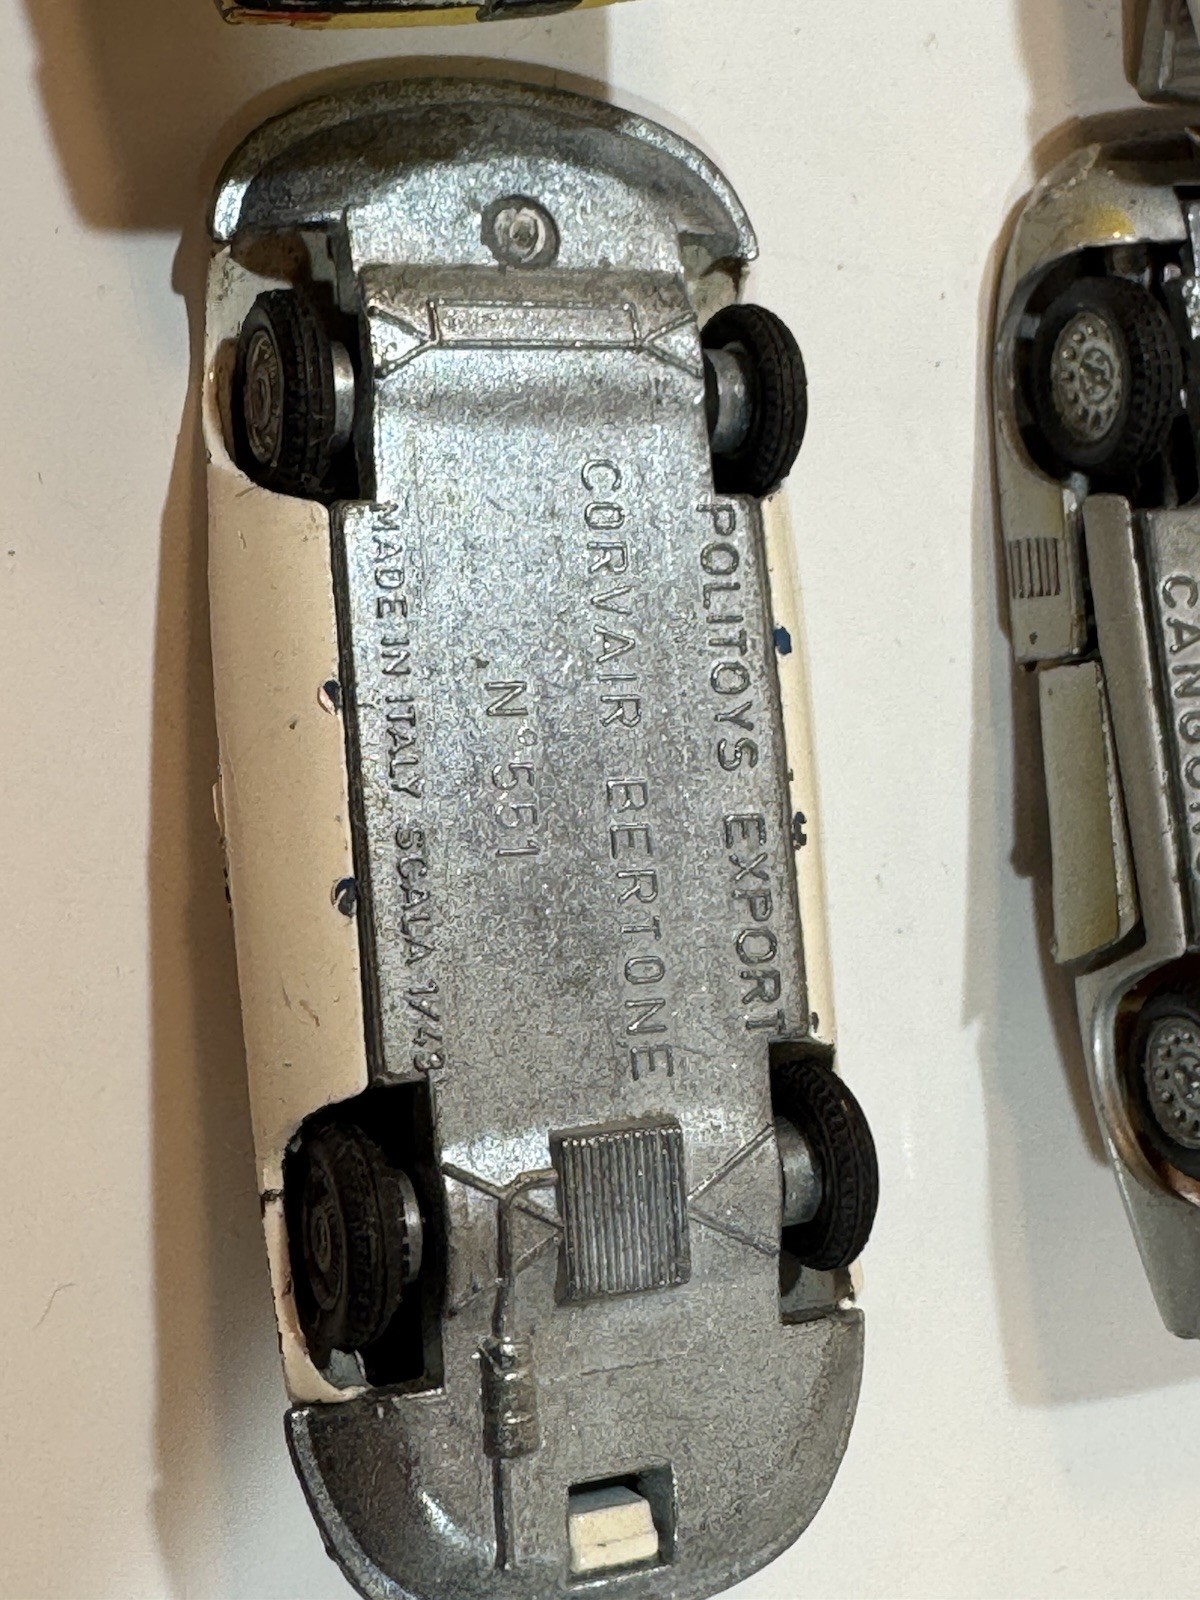 POLITOYS EXPORT
CORVAIR BERTONE
N° 551
MADE IN ITALY SCALA 1/43